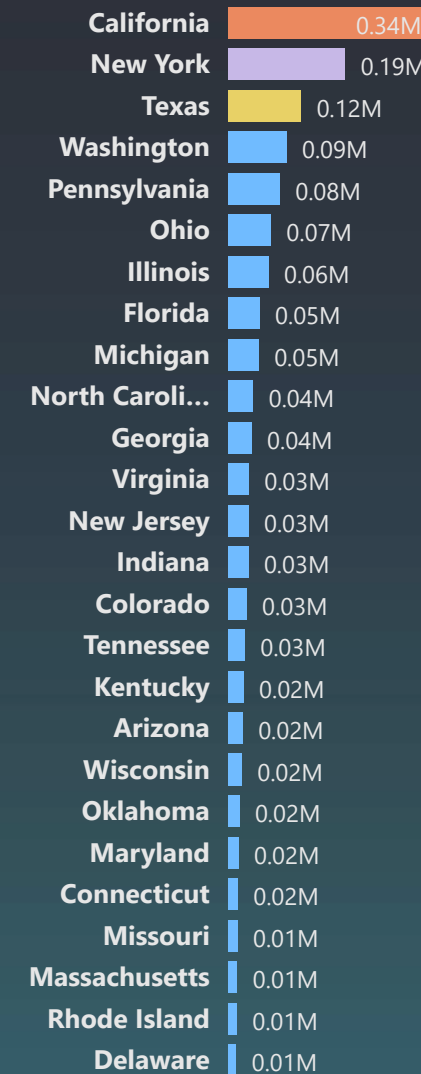 California 0.34M
New York 0.19M
Texas 0.12M
Washington 0.09M
Pennsylvania 0.08M
Ohio 0.07M
Illinois 0.06M
Florida 0.05M
Michigan 0.05M
North Caroli... 0.04M
Georgia 0.04M
Virginia 0.03M
New Jersey 0.03M
Indiana 0.03M
Colorado 0.03M
Tennessee 0.03M
Kentucky 0.02M
Arizona 0.02M
Wisconsin 0.02M
Oklahoma 0.02M
Maryland 0.02M
Connecticut 0.02M
Missouri 0.01M
Massachusetts 0.01M
Rhode Island 0.01M
Delaware 0.01M